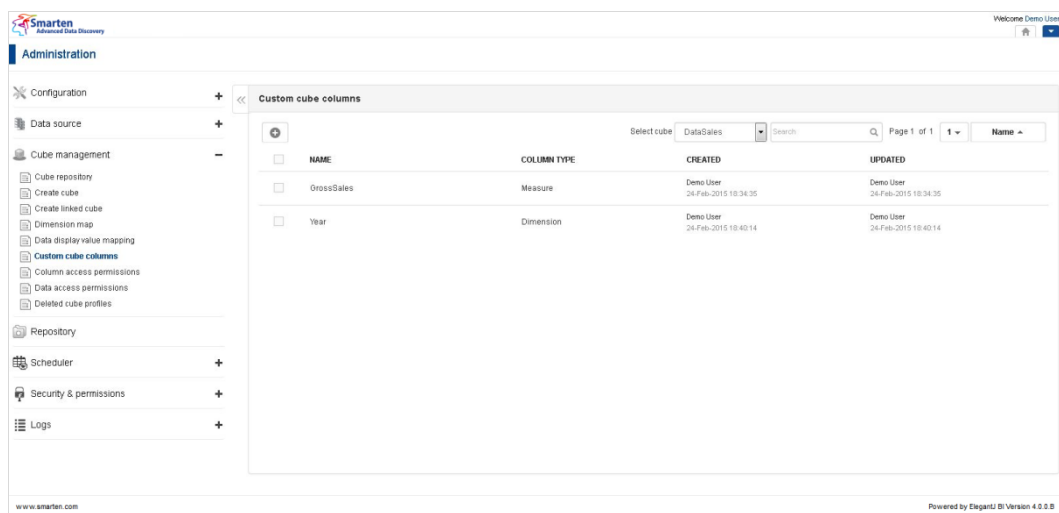 Smarten
Advanced Data Discovery
Welcome Demo User
Administration
Configuration
Data source
Cube management
Cube repository
Create cube
Create linked cube
Dimension map
Data display value mapping
Custom cube columns
Column access permissions
Data access permissions
Deleted cube profiles
Repository
Scheduler
Security & permissions
Logs
Custom cube columns
Select cube DataSales Search Page 1 of 1 1 Name
NAME COLUMN TYPE CREATED UPDATED
GrossSales Measure Demo User Demo User
24-Feb-2015 18:34:35 24-Feb-2015 18:34:35
Year Dimension Demo User Demo User
24-Feb-2015 18:40:14 24-Feb-2015 18:40:14
www.smarten.com Powered by ElegantJ BI Version 4.0.0.B